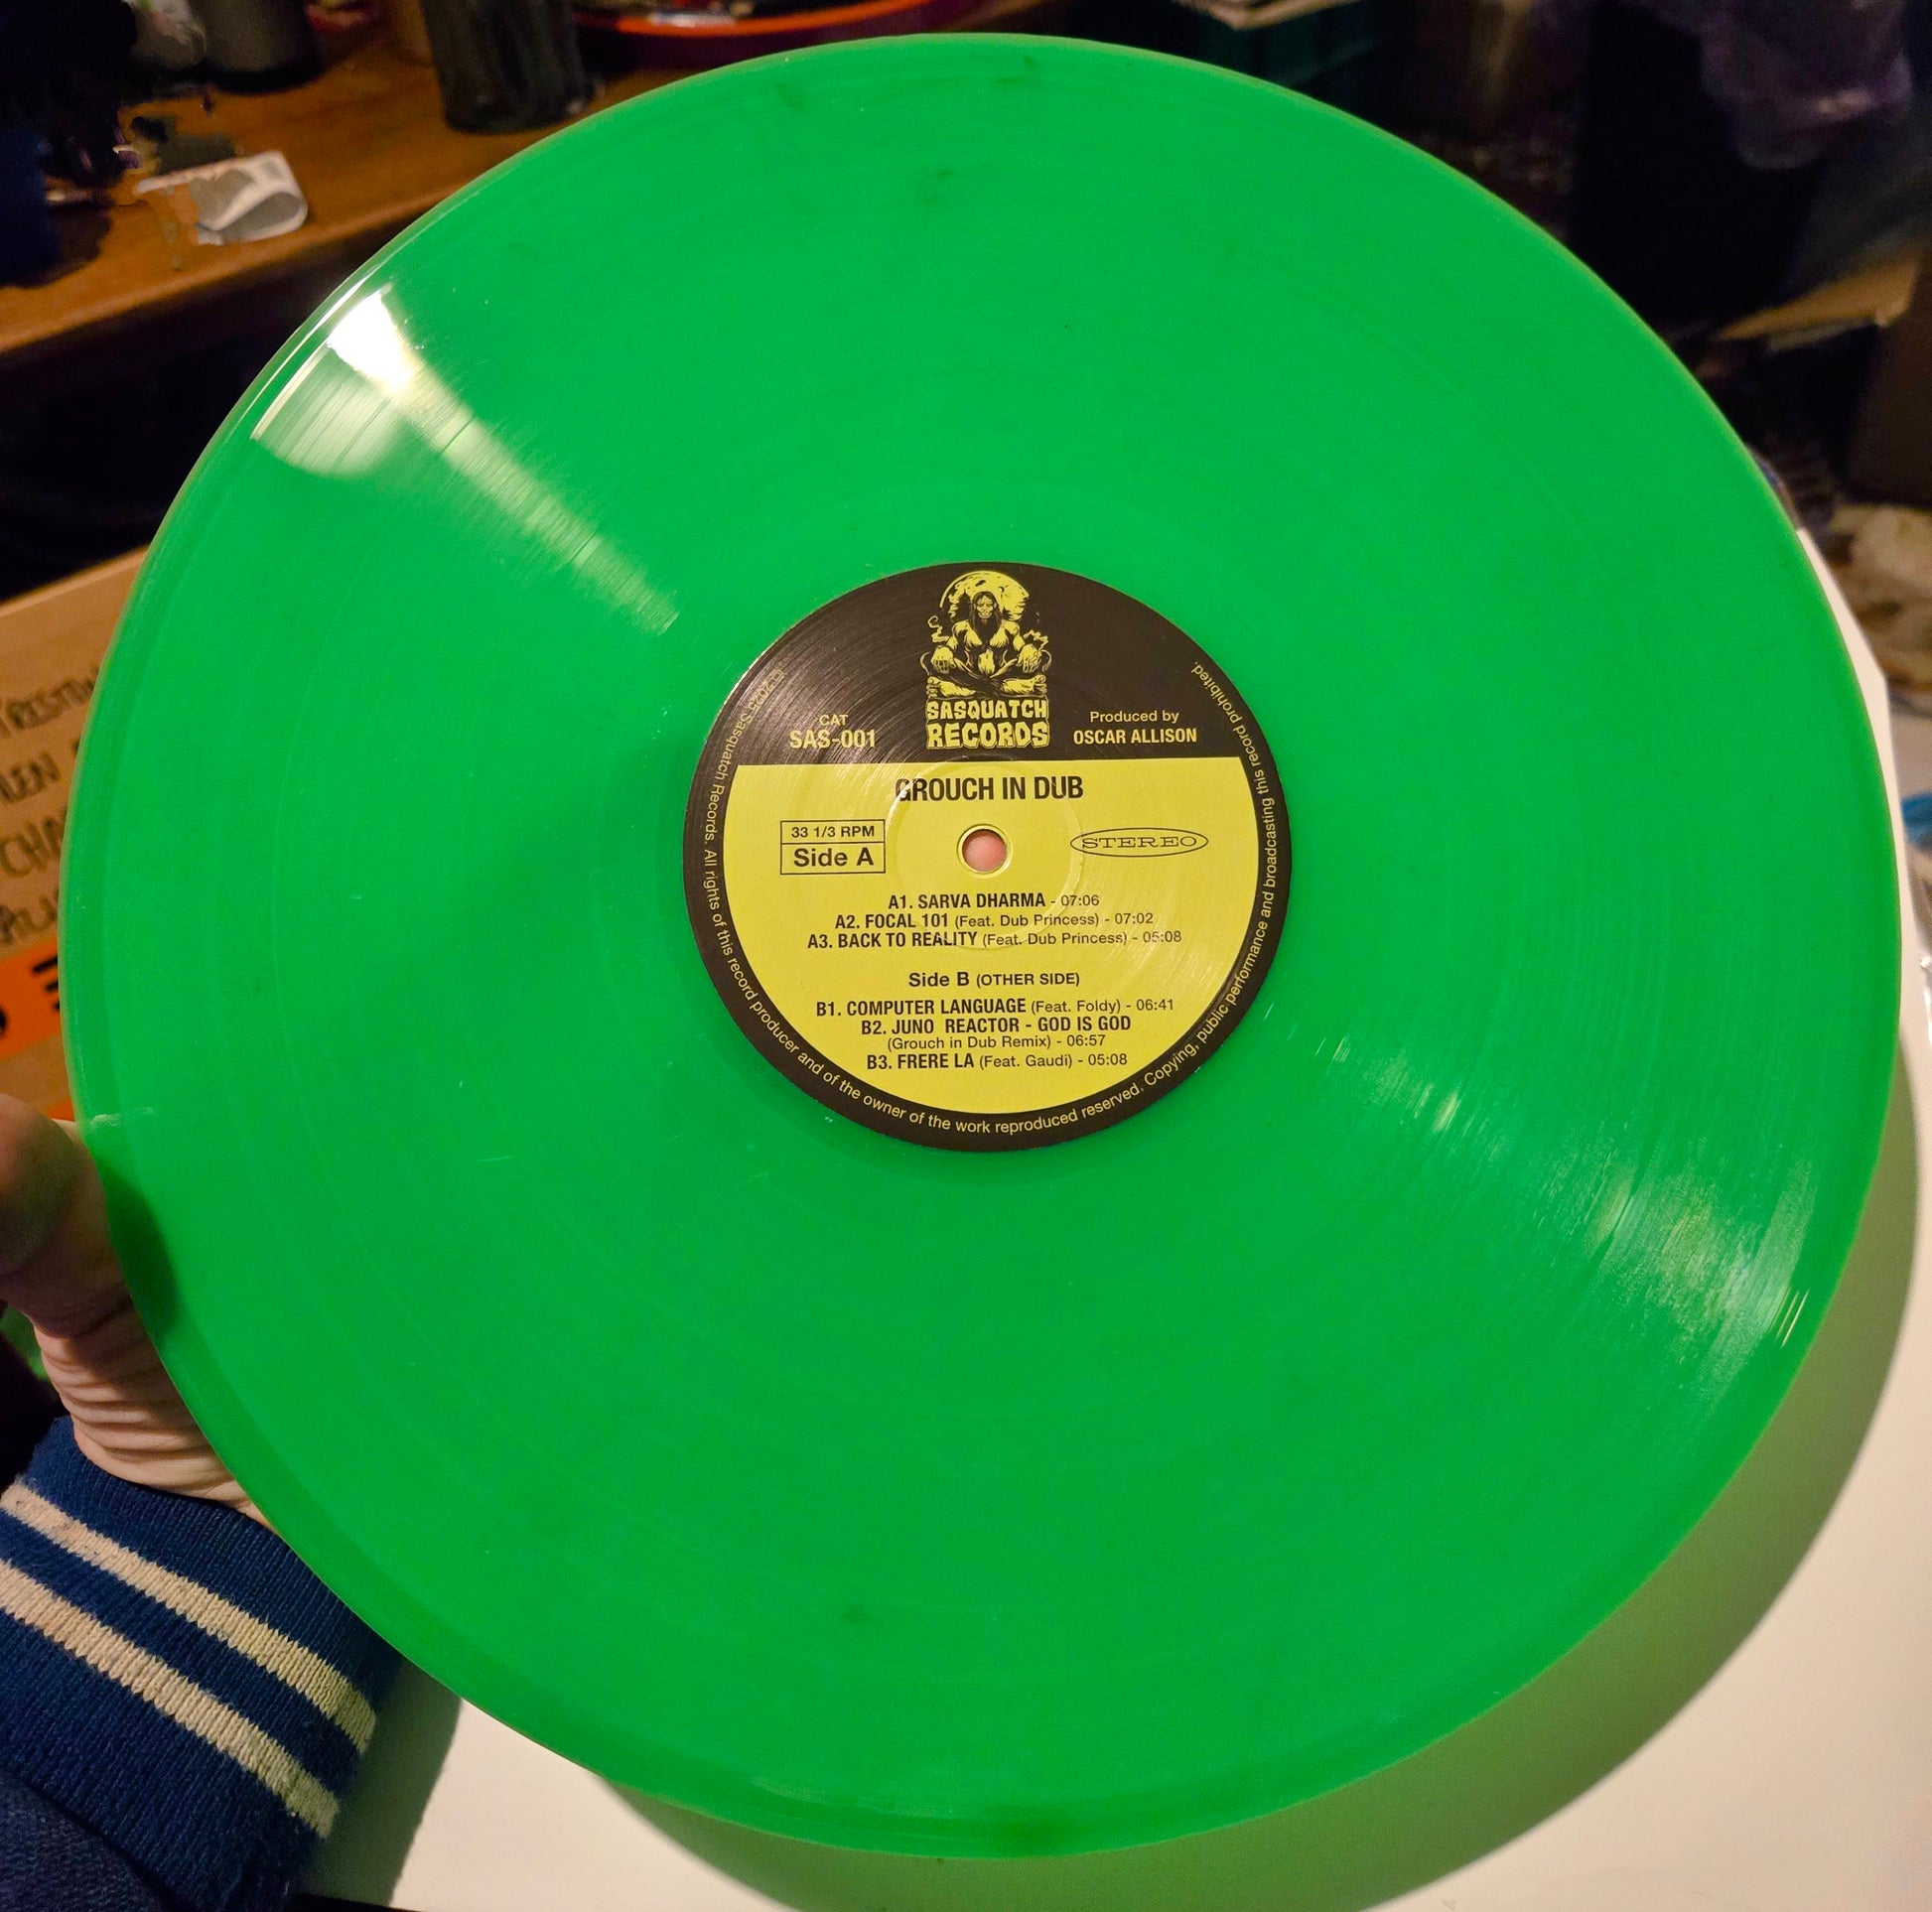 SASQUATCH
RECORDS
CAT
SAS-001
Produced by
OSCAR ALLISON
GROUCH IN DUB
33 1/3 RPM
Side A
STEREO
A1. SARVA DHARMA - 07:06
A2. FOCAL 101 (Feat. Dub Princess) - 07:02
A3. BACK TO REALITY (Feat. Dub Princess) - 05:08
Side B (OTHER SIDE)
B1. COMPUTER LANGUAGE (Feat. Foldy) - 06:41
B2. JUNO REACTOR - GOD IS GOD
(Grouch in Dub Remix) - 06:57
B3. FRERE LA (Feat. Gaudi) - 05:08
Sasquatch Records. All rights of this record producer and of the owner of the work reproduced reserved. Copying, public performance and broadcasting this record prohibited.